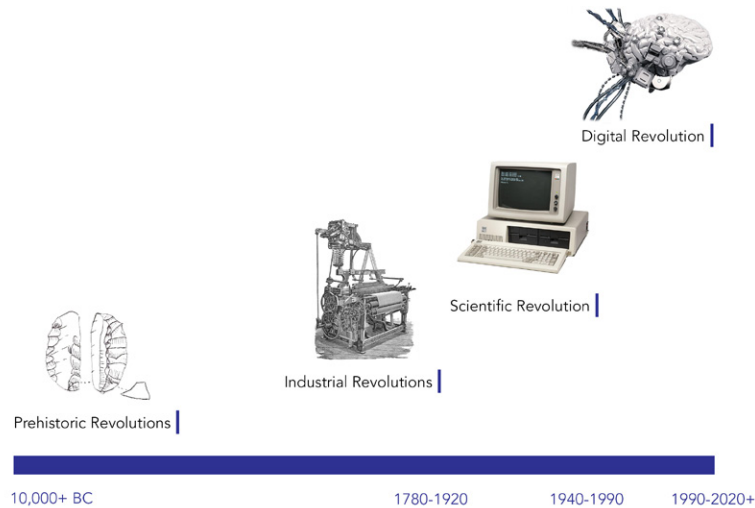 Digital Revolution
Scientific Revolution
Industrial Revolutions
Prehistoric Revolutions
10,000+ BC
1780-1920
1940-1990
1990-2020+